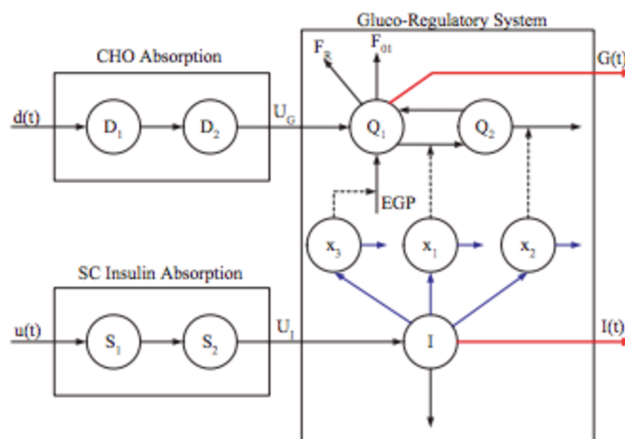 Gluco-Regulatory System
F_R
F_01
G(t)
CHO Absorption
d(t)
D_1
D_2
U_G
Q_1
Q_2
EGP
x_3
x_1
x_2
SC Insulin Absorption
u(t)
S_1
S_2
U_I
I
I(t)